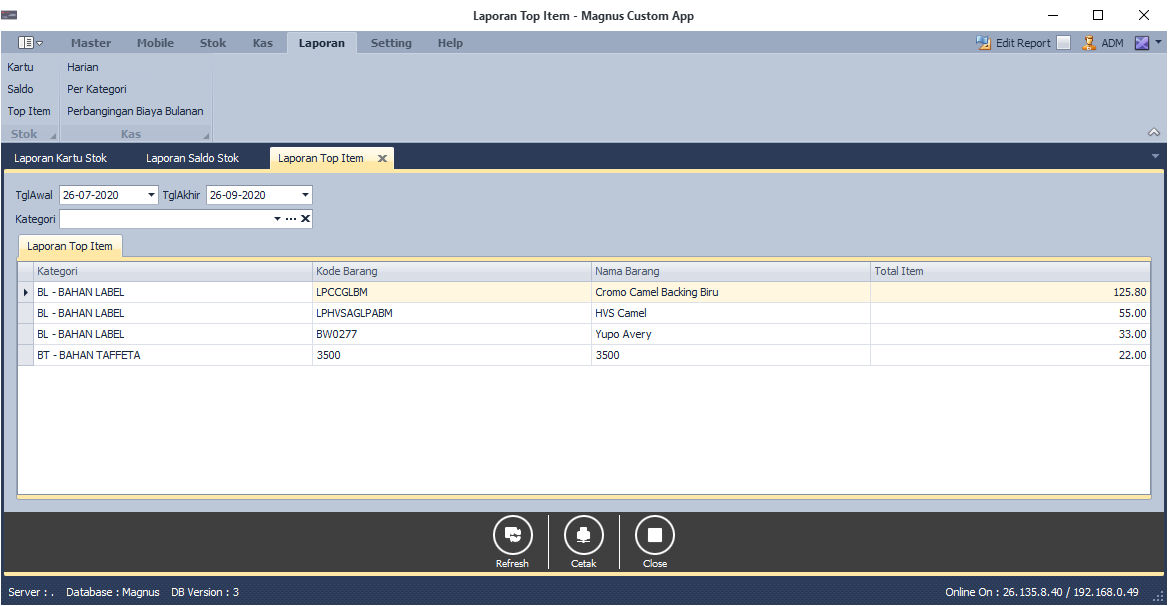 Laporan Top Item - Magnus Custom App
Master Mobile Stok Kas Laporan Setting Help Edit Report ADM
Kartu Harian
Saldo Per Kategori
Top Item Perbangingan Biaya Bulanan
Stok Kas
Laporan Kartu Stok Laporan Saldo Stok Laporan Top Item
TglAwal 26-07-2020 TglAkhir 26-09-2020
Kategori
Laporan Top Item
Kategori Kode Barang Nama Barang Total Item
BL - BAHAN LABEL LPCCGLBM Cromo Camel Backing Biru 125.80
BL - BAHAN LABEL LPHVSAGLPABM HVS Camel 55.00
BL - BAHAN LABEL BW0277 Yupo Avery 33.00
BT - BAHAN TAFFETA 3500 3500 22.00
Refresh Cetak Close
Server : . Database : Magnus DB Version : 3 Online On : 26.135.8.40 / 192.168.0.49